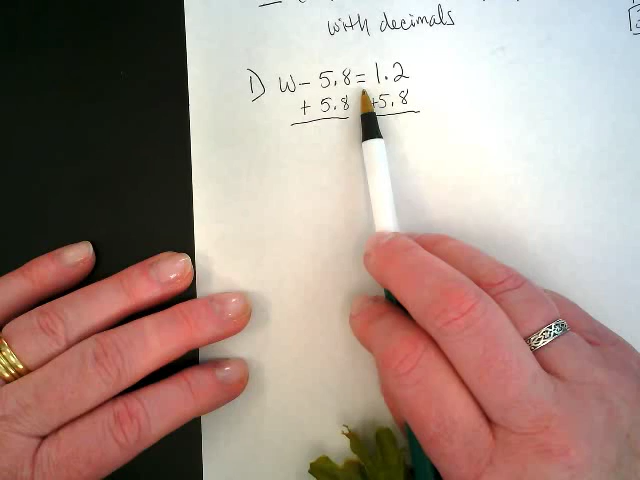 with decimals
1) w - 5.8 = 1.2
+ 5.8 +5.8